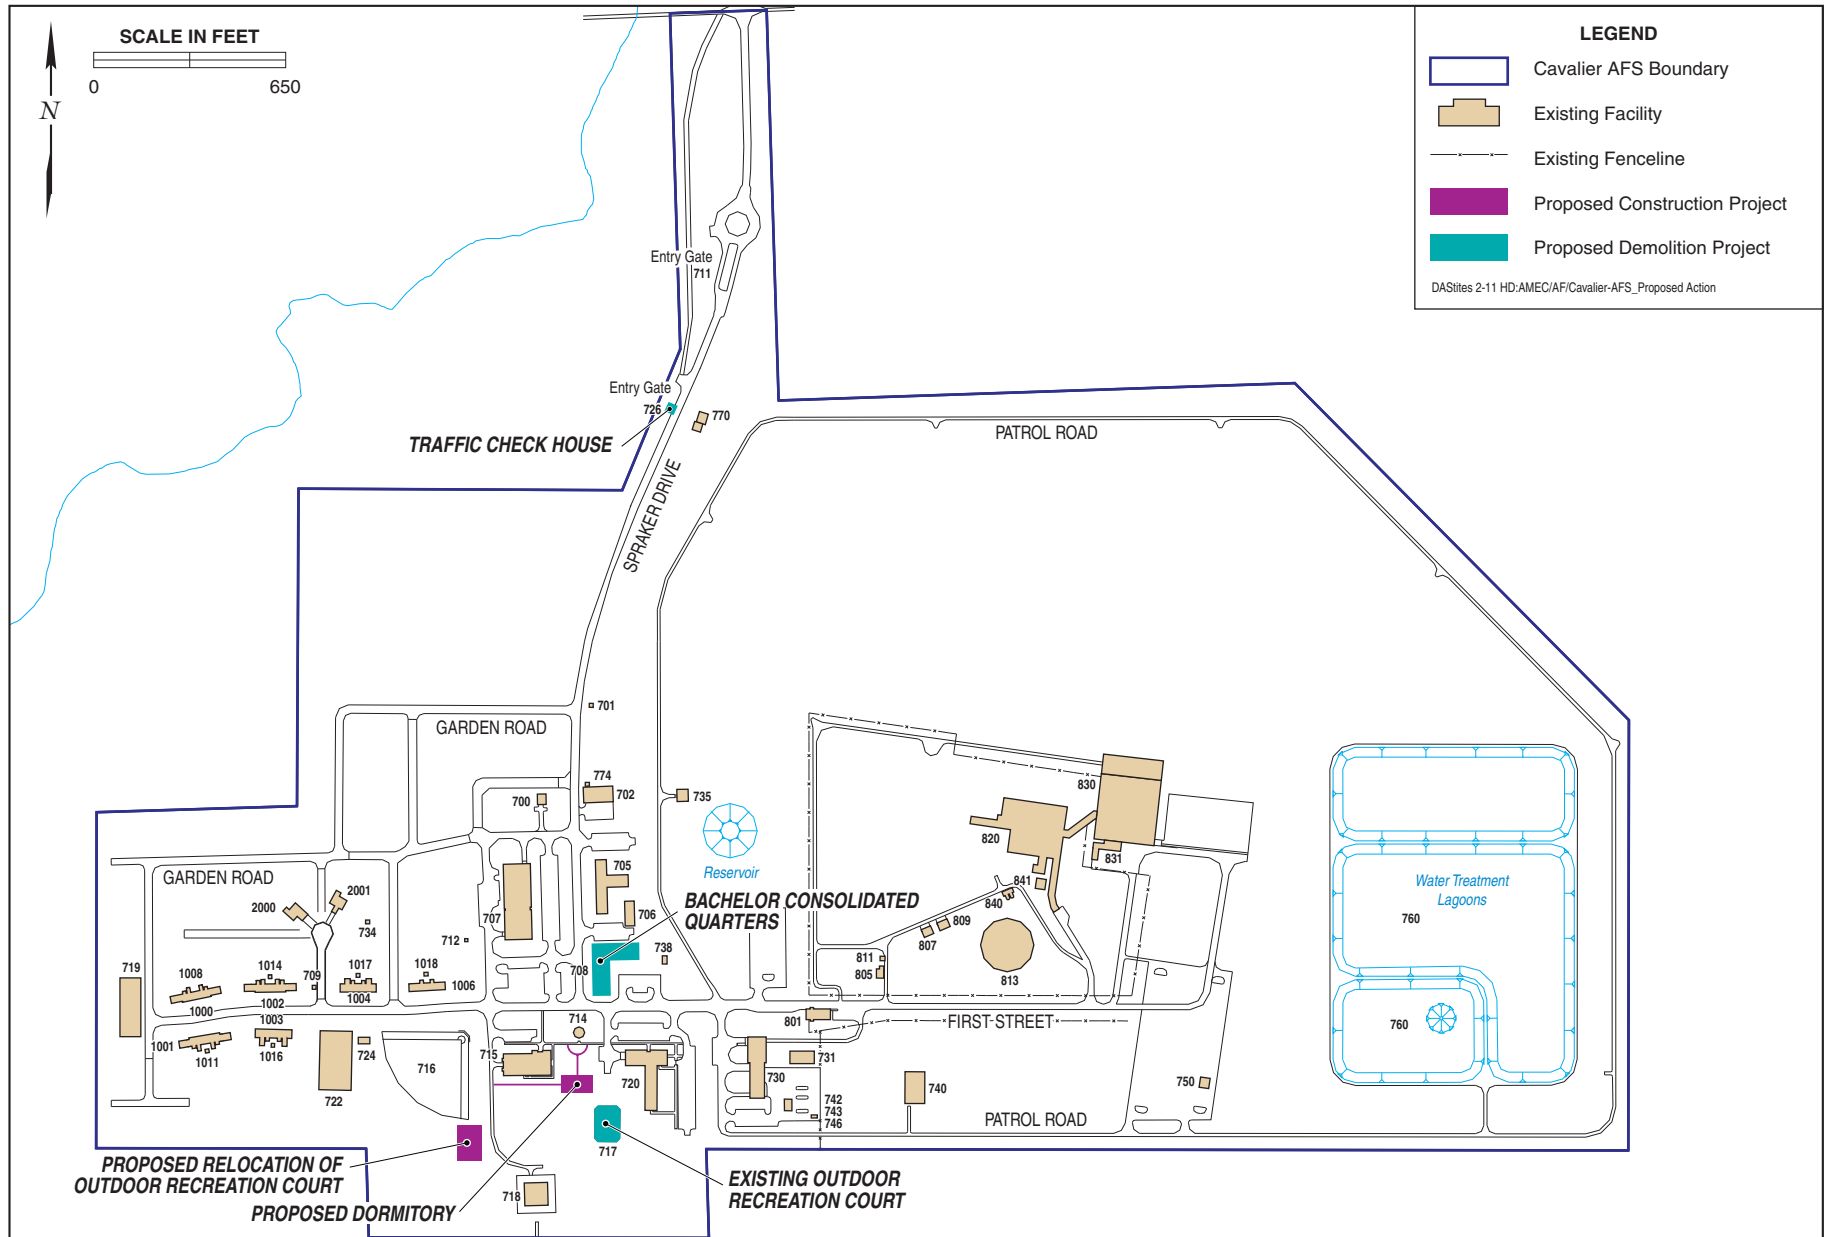 SCALE IN FEET
0 650
N
LEGEND
Cavalier AFS Boundary
Existing Facility
Existing Fenceline
Proposed Construction Project
Proposed Demolition Project
DAStites 2-11 HD:AMEC/AF/Cavalier-AFS_Proposed Action
Entry Gate
711
Entry Gate
726
770
TRAFFIC CHECK HOUSE
PATROL ROAD
SPRAKER DRIVE
701
GARDEN ROAD
774
702
700
735
Reservoir
830
820
831
841
840
809
807
811
805
813
Water Treatment
Lagoons
760
760
GARDEN ROAD
705
706
707
BACHELOR CONSOLIDATED
QUARTERS
708
738
2001
2000
734
712
719
1008
1014
709
1017
1018
1006
1002
1004
1000
1003
1001
1011
1016
724
722
716
714
715
720
801
FIRST STREET
731
730
740
742
743
746
750
PATROL ROAD
717
718
PROPOSED RELOCATION OF
OUTDOOR RECREATION COURT
PROPOSED DORMITORY
EXISTING OUTDOOR
RECREATION COURT